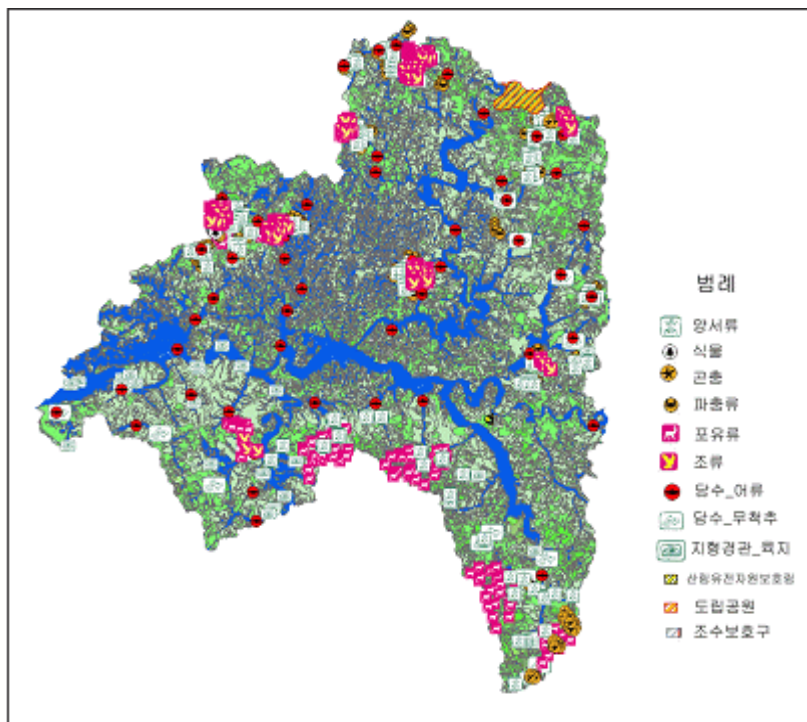 범례
양서류
식물
곤충
파충류
포유류
조류
담수_어류
담수_무척추
지형경관_육지
산림유전자원보호림
도립공원
조수보호구